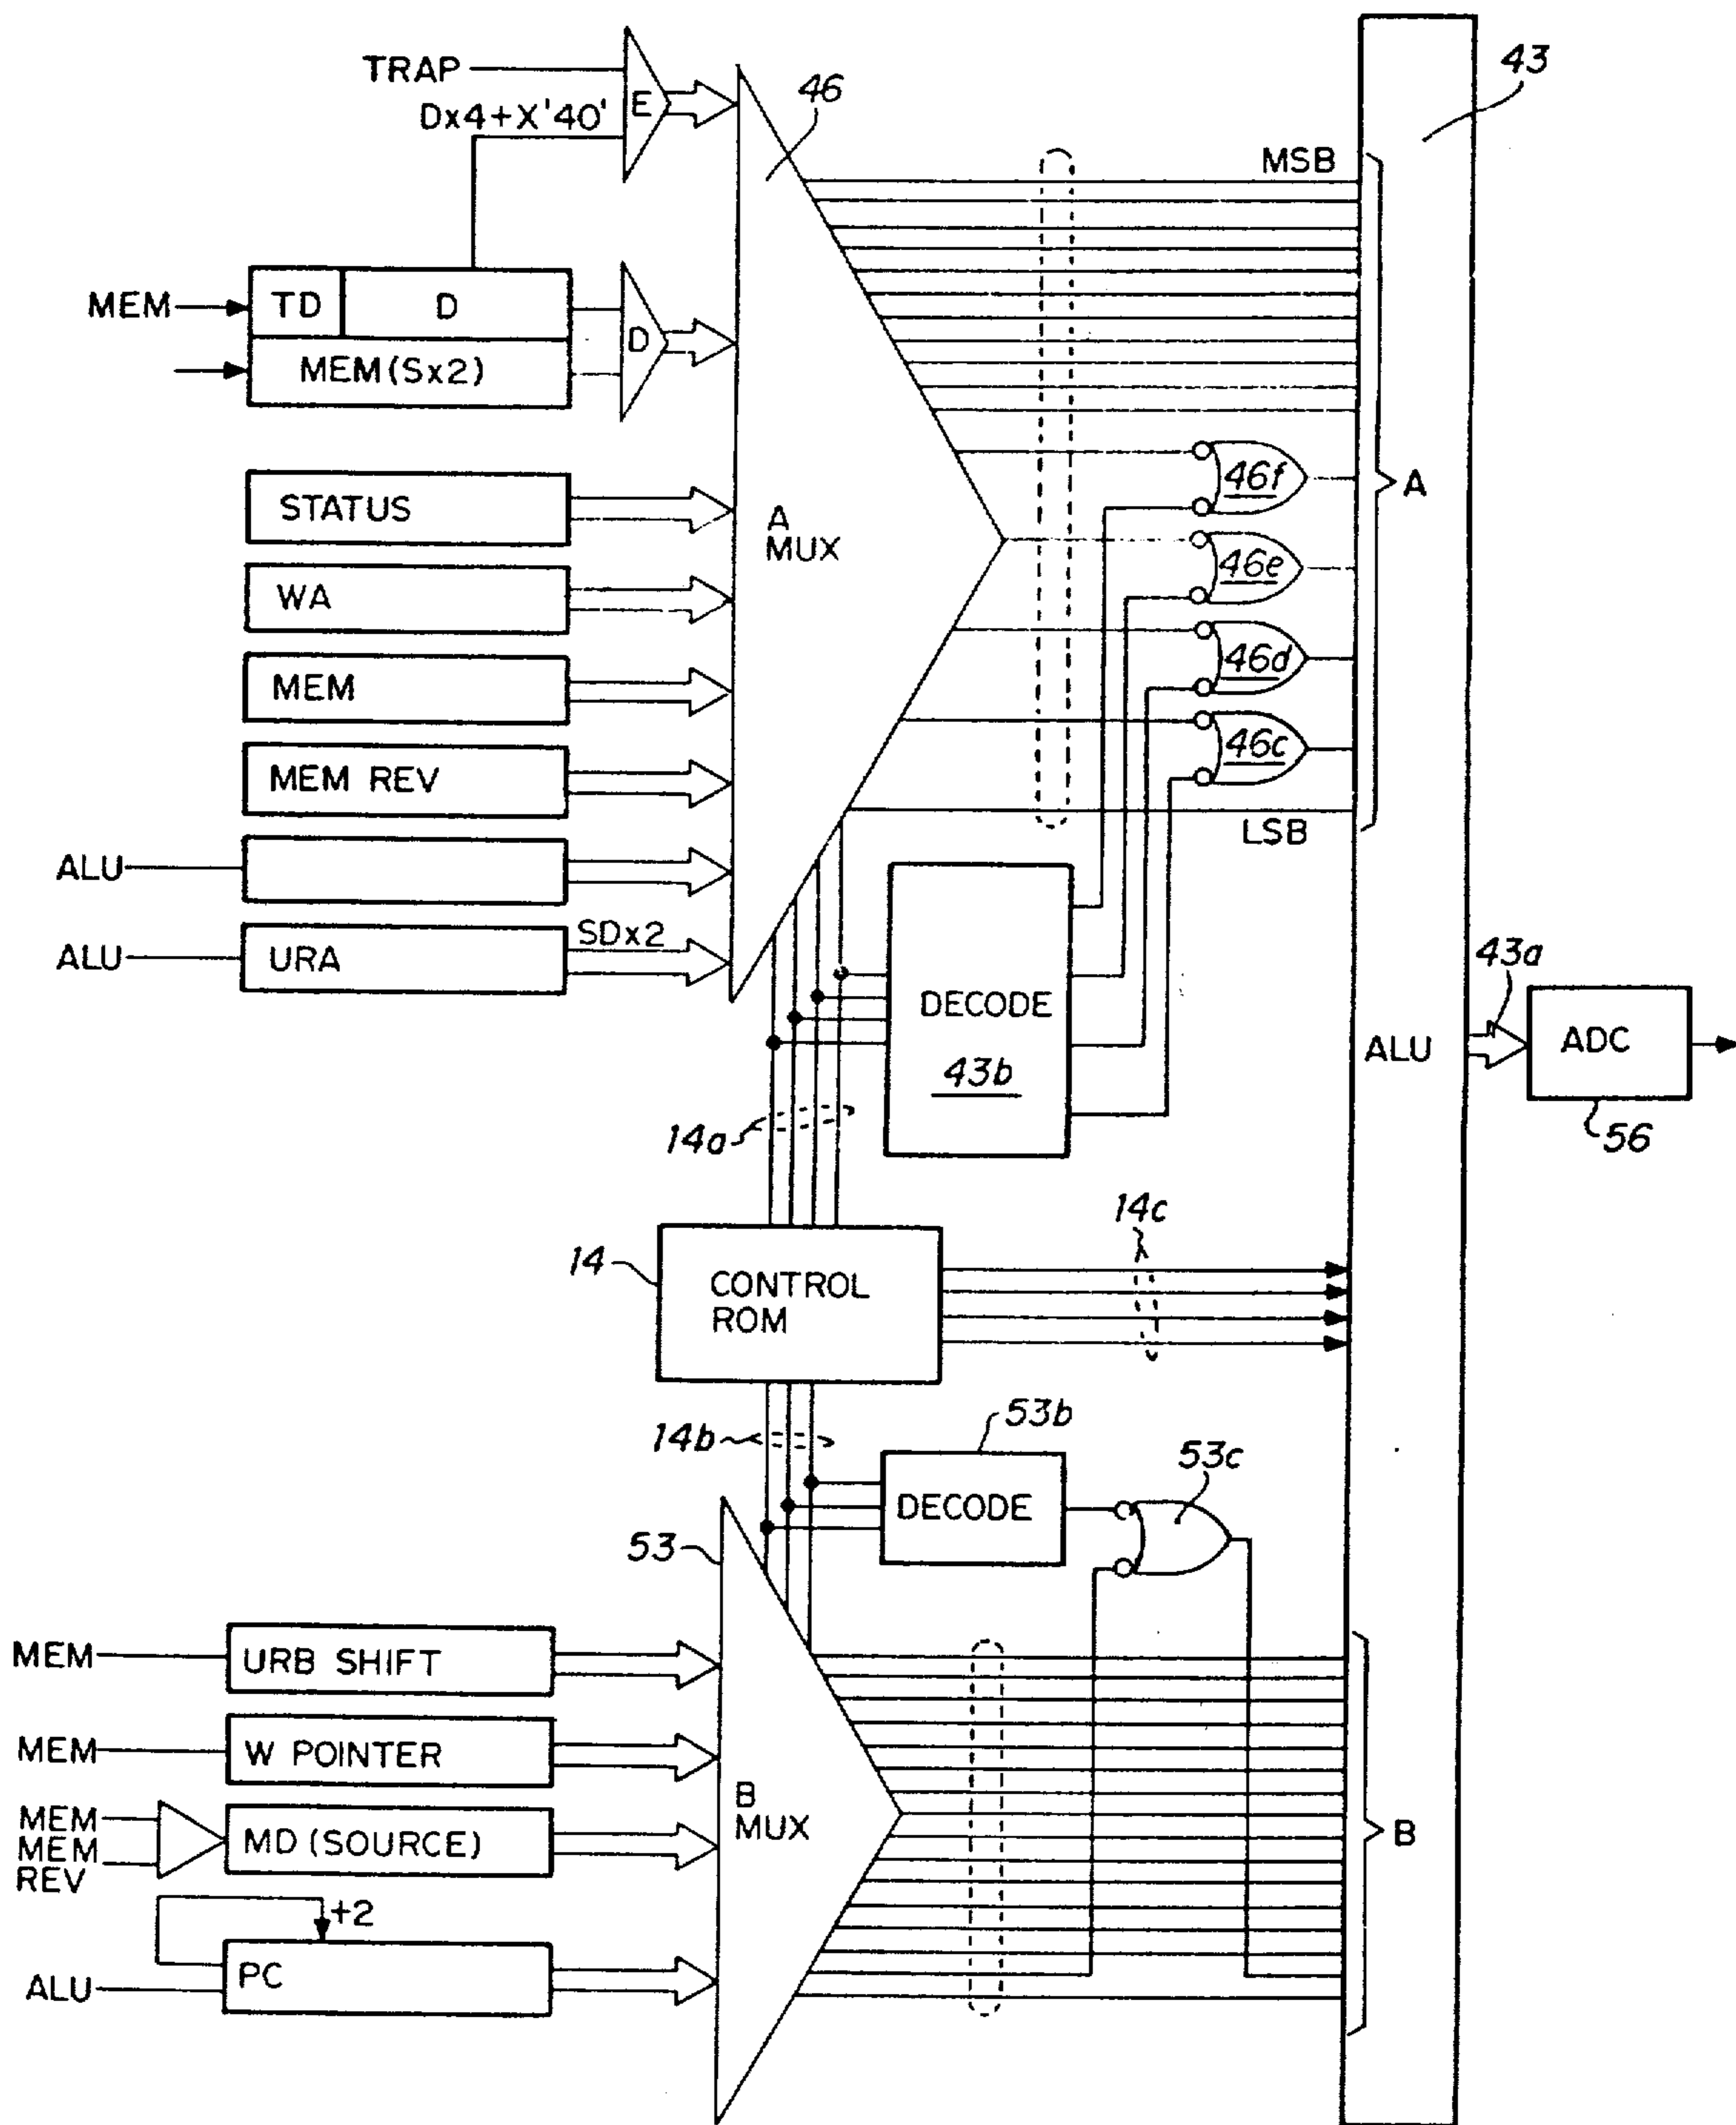 TRAP
E
Dx4+X'40'
46
43
MSB
MEM
TD
D
D
MEM(Sx2)
46f
A
STATUS
A
MUX
46e
WA
46d
MEM
46c
MEM REV
LSB
ALU
SDx2
ALU
URA
DECODE
43b
43a
ALU
ADC
14a
56
14c
14
CONTROL
ROM
14b
53b
53c
DECODE
53
MEM
URB SHIFT
MEM
W POINTER
B
MUX
MEM
MEM
REV
MD (SOURCE)
B
+2
PC
ALU